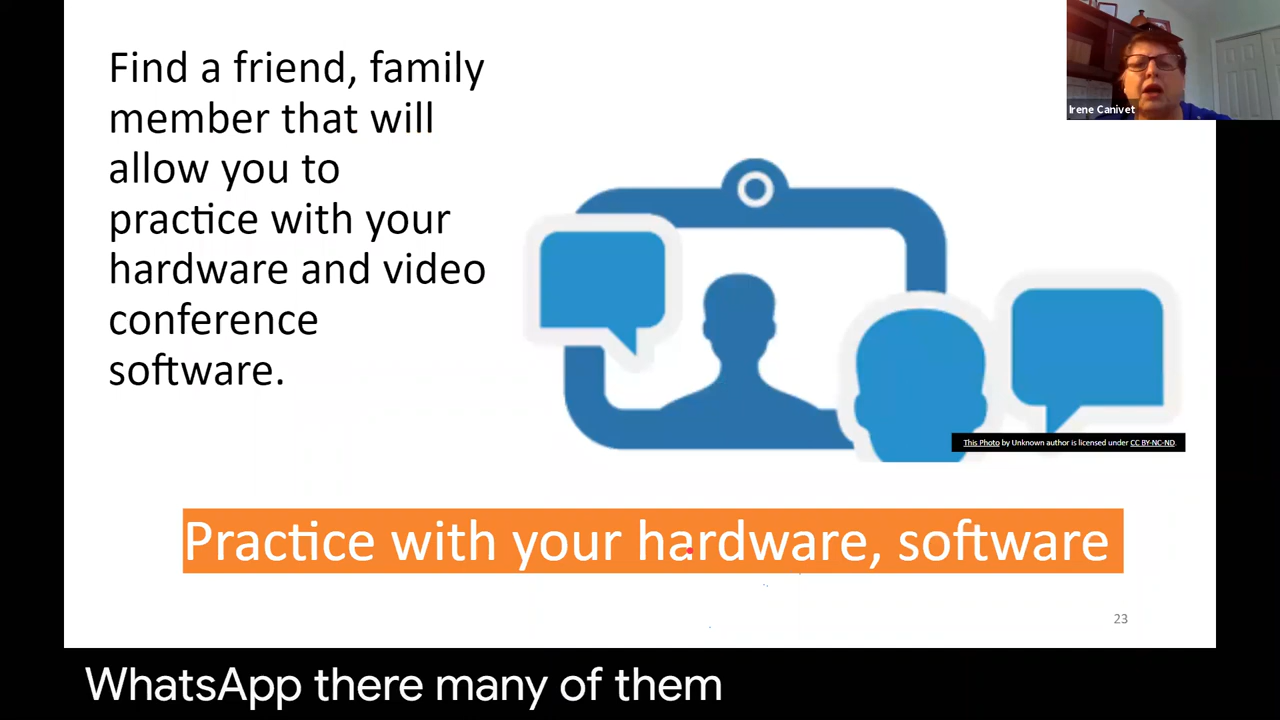 Find a friend, family
member that will
allow you to
practice with your
hardware and video
conference
software.
Irene Canivet
This Photo by Unknown author is licensed under CC BY-NC-ND.
Practice with your hardware, software
23
WhatsApp there many of them